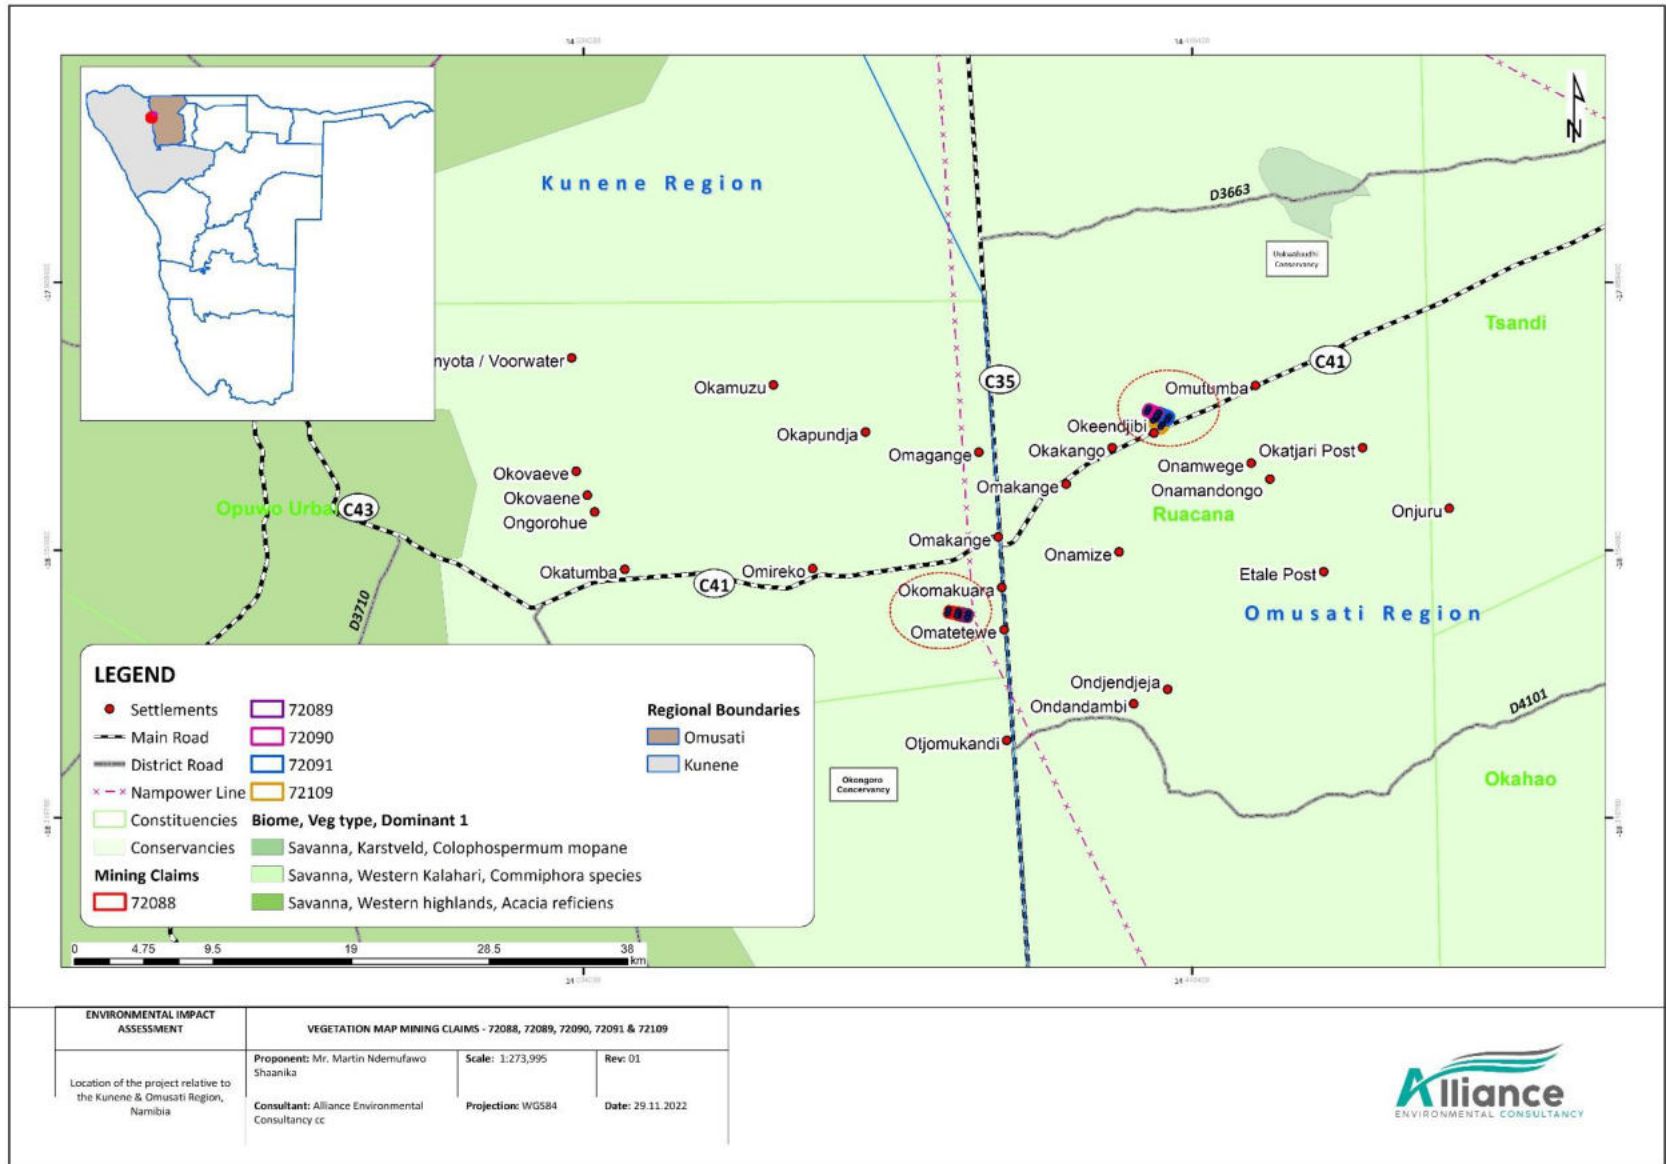 Kunene Region
D3663
Uukwaluudhi
Conservancy
Tsandi
nyota / Voorwater
C35
C41
Okamuzu
Omutumba
Okapundja
Okeendjibi
Omagange
Okakango
Okatjari Post
Onamwege
Okovaeve
Omakange
Onamandongo
Okovaene
Opuwo Urba
C43
Ruacana
Onjuru
Ongorohue
Omakange
Onamize
Okatumba
C41
Omireko
Etale Post
D3710
Okomakuara
Omusati Region
Omatetewe
Ondjendjeja
Ondandambi
D4101
Otjomukandi
Okongoro
Concervancy
Okahao
N
LEGEND
Settlements
Main Road
District Road
Nampower Line
Constituencies
Conservancies
Mining Claims
72088
72089
72090
72091
72109
Biome, Veg type, Dominant 1
Savanna, Karstveld, Colophospermum mopane
Savanna, Western Kalahari, Commiphora species
Savanna, Western highlands, Acacia reficiens
Regional Boundaries
Omusati
Kunene
0 4.75 9.5 19 28.5 38
km
ENVIRONMENTAL IMPACT
ASSESSMENT
VEGETATION MAP MINING CLAIMS - 72088, 72089, 72090, 72091 & 72109
Location of the project relative to
the Kunene & Omusati Region,
Namibia
Proponent: Mr. Martin Ndemufawo
Shaanika
Scale: 1:273,995
Rev: 01
Consultant: Alliance Environmental
Consultancy cc
Projection: WGS84
Date: 29.11.2022
Alliance
ENVIRONMENTAL CONSULTANCY